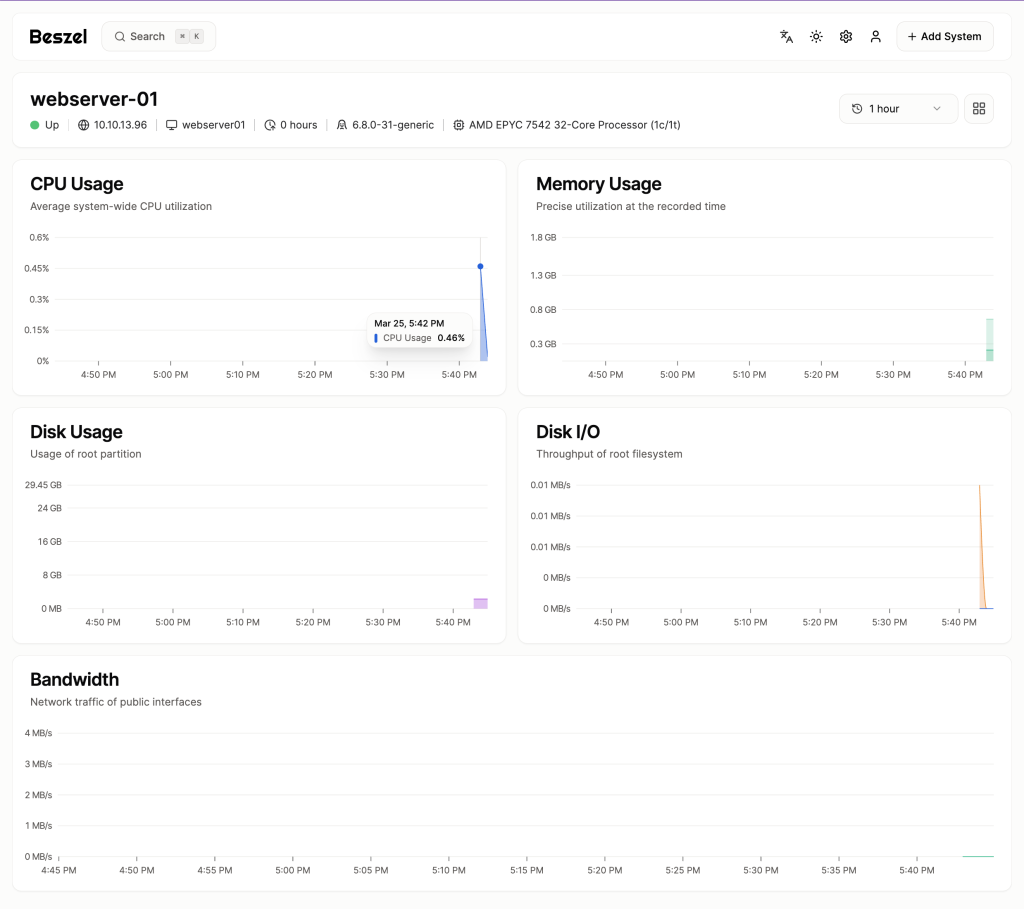 Beszel Search ⌘ K + Add System
webserver-01
Up 10.10.13.96 webserver01 0 hours 6.8.0-31-generic AMD EPYC 7542 32-Core Processor (1c/1t) 1 hour
CPU Usage
Average system-wide CPU utilization
0.6%
0.45%
0.3%
0.15%
0%
Mar 25, 5:42 PM
CPU Usage 0.46%
4:50 PM 5:00 PM 5:10 PM 5:20 PM 5:30 PM 5:40 PM
Memory Usage
Precise utilization at the recorded time
1.8 GB
1.3 GB
0.8 GB
0.3 GB
4:50 PM 5:00 PM 5:10 PM 5:20 PM 5:30 PM 5:40 PM
Disk Usage
Usage of root partition
29.45 GB
24 GB
16 GB
8 GB
0 MB
4:50 PM 5:00 PM 5:10 PM 5:20 PM 5:30 PM 5:40 PM
Disk I/O
Throughput of root filesystem
0.01 MB/s
0.01 MB/s
0.01 MB/s
0 MB/s
0 MB/s
4:50 PM 5:00 PM 5:10 PM 5:20 PM 5:30 PM 5:40 PM
Bandwidth
Network traffic of public interfaces
4 MB/s
3 MB/s
2 MB/s
1 MB/s
0 MB/s
4:45 PM 4:50 PM 4:55 PM 5:00 PM 5:05 PM 5:10 PM 5:15 PM 5:20 PM 5:25 PM 5:30 PM 5:35 PM 5:40 PM